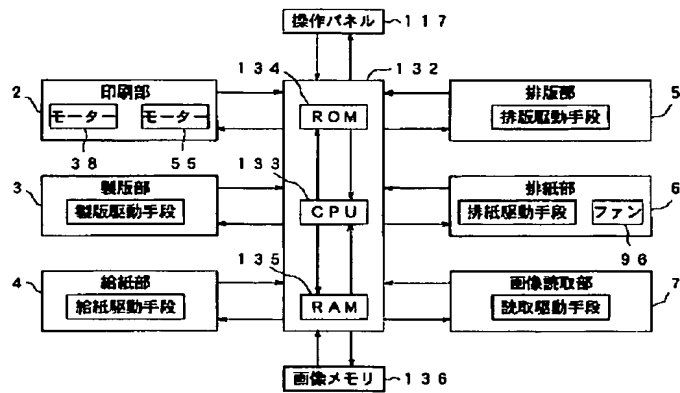 操作パネル
１１７
１３４
１３２
２
印刷部
モーター
モーター
３８
５５
ＲＯＭ
排版部
排版駆動手段
５
１３３
３
製版部
製版駆動手段
ＣＰＵ
排紙部
排紙駆動手段
ファン
６
９６
１３５
４
給紙部
給紙駆動手段
ＲＡＭ
画像読取部
読取駆動手段
７
画像メモリ
１３６